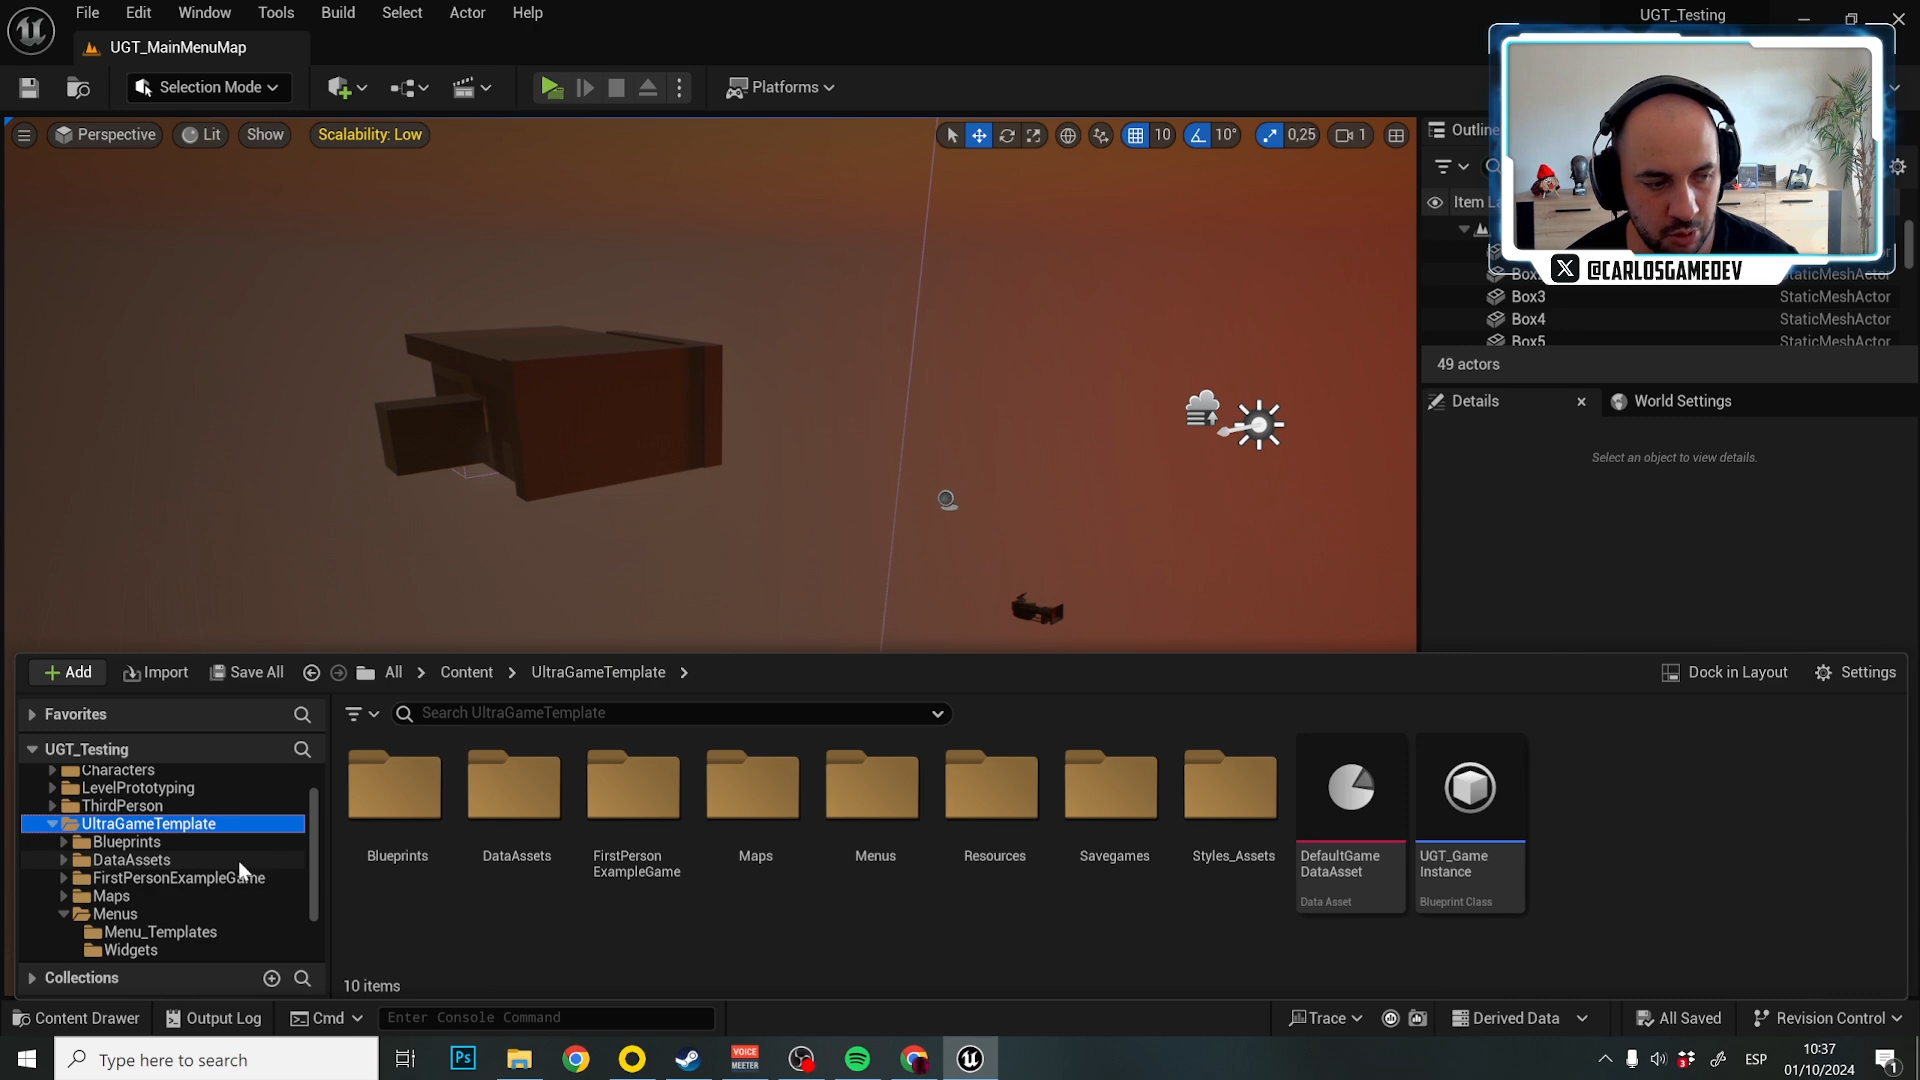 File Edit Window Tools Build Select Actor Help
UGT_Testing
UGT_MainMenuMap
Selection Mode
Platforms
Perspective
Lit
Show
Scalability: Low
10
10°
0,25
1
@CARLOSGAMEDEV
Box3 StaticMeshActor
Box4 StaticMeshActor
Box5 StaticMeshActor
49 actors
Details
World Settings
Select an object to view details.
Add
Import
Save All
All
Content
UltraGameTemplate
Dock in Layout
Settings
Favorites
Search UltraGameTemplate
UGT_Testing
Characters
LevelPrototyping
ThirdPerson
UltraGameTemplate
Blueprints
DataAssets
FirstPersonExampleGame
Maps
Menus
Menu_Templates
Widgets
Collections
Blueprints
DataAssets
FirstPerson
ExampleGame
Maps
Menus
Resources
Savegames
Styles_Assets
DefaultGame
DataAsset
Data Asset
UGT_Game
Instance
Blueprint Class
10 items
Content Drawer
Output Log
Cmd
Enter Console Command
Trace
Derived Data
All Saved
Revision Control
Type here to search
Ps
VOICE
MEETER
ESP
10:37
01/10/2024
1